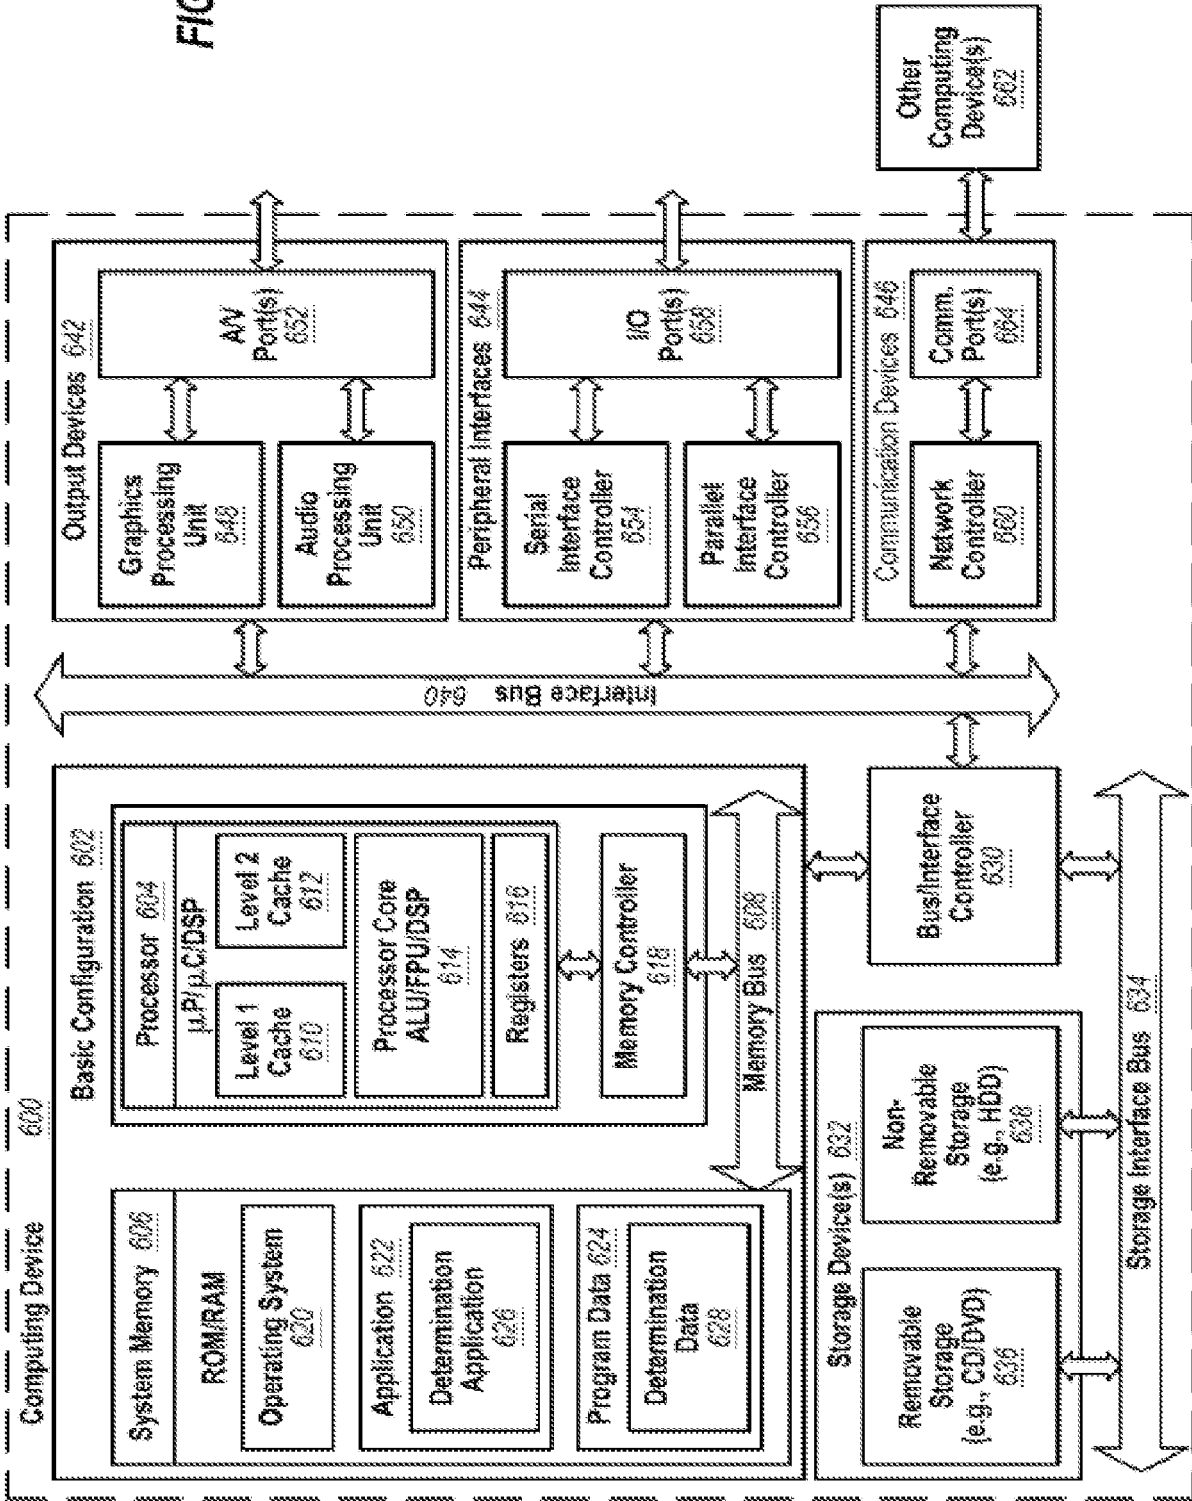 FIG
Computing Device 600
Basic Configuration 602
System Memory 606
ROM/RAM
Operating System
620
Application 622
Determination
Application
626
Program Data 624
Determination
Data
628
Processor 604
µP/µC/DSP
Level 1
Cache
610
Level 2
Cache
612
Processor Core
ALU/FPU/DSP
614
Registers 616
Memory Controller
618
Memory Bus 608
Storage Device(s) 632
Removable
Storage
(e.g., CD/DVD)
636
Non-
Removable
Storage
(e.g., HDD)
638
Bus/Interface
Controller
630
Storage Interface Bus 634
Interface Bus 640
Output Devices 642
Graphics
Processing
Unit
648
Audio
Processing
Unit
650
A/V
Port(s)
652
Peripheral Interfaces 644
Serial
Interface
Controller
654
Parallel
Interface
Controller
656
I/O
Port(s)
658
Communication Devices 646
Network
Controller
660
Comm.
Port(s)
664
Other
Computing
Device(s)
662